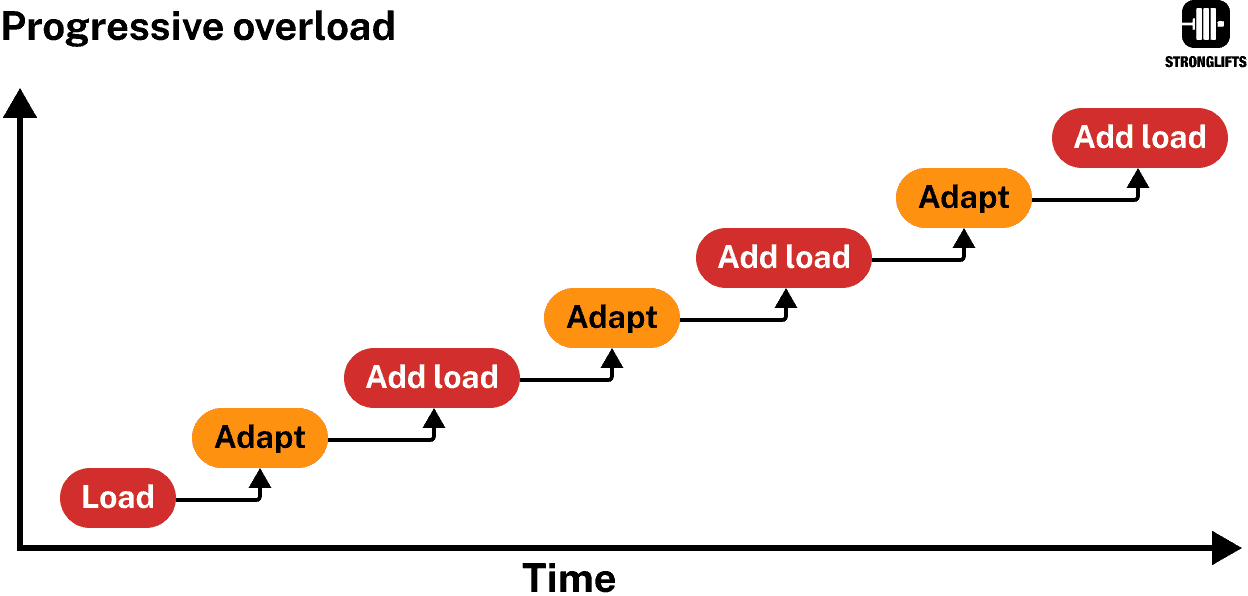 Progressive overload
STRONGLIFTS
Add load
Adapt
Add load
Adapt
Add load
Adapt
Load
Time